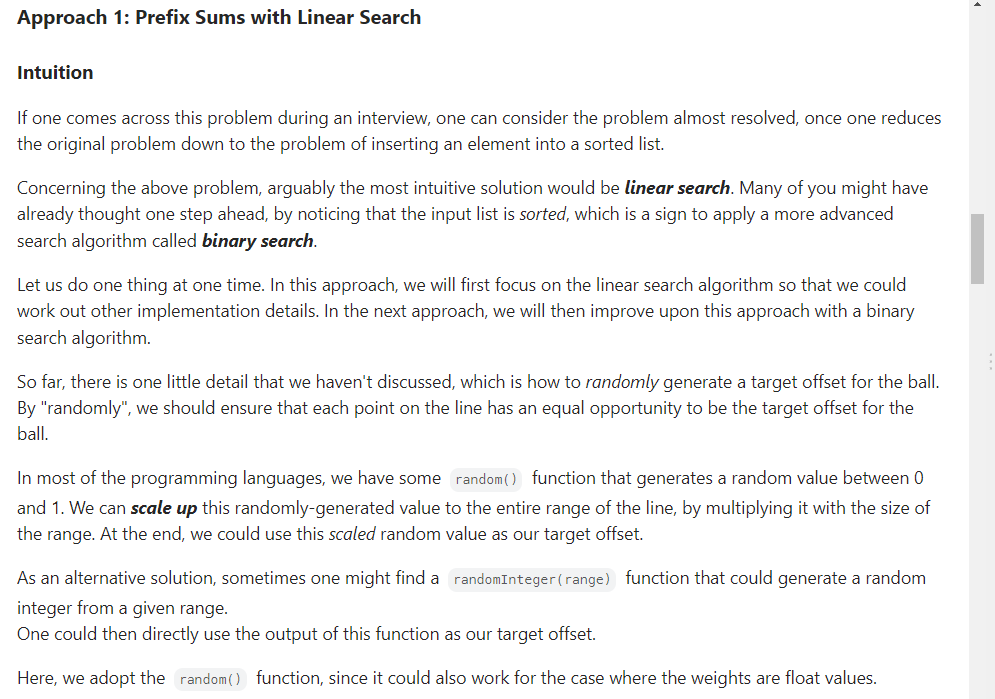 Approach 1: Prefix Sums with Linear Search
Intuition
If one comes across this problem during an interview, one can consider the problem almost resolved, once one reduces
the original problem down to the problem of inserting an element into a sorted list.
Concerning the above problem, arguably the most intuitive solution would be linear search. Many of you might have
already thought one step ahead, by noticing that the input list is sorted, which is a sign to apply a more advanced
search algorithm called binary search.
Let us do one thing at one time. In this approach, we will first focus on the linear search algorithm so that we could
work out other implementation details. In the next approach, we will then improve upon this approach with a binary
search algorithm.
So far, there is one little detail that we haven't discussed, which is how to randomly generate a target offset for the ball.
By "randomly", we should ensure that each point on the line has an equal opportunity to be the target offset for the
ball.
In most of the programming languages, we have some random() function that generates a random value between 0
and 1. We can scale up this randomly-generated value to the entire range of the line, by multiplying it with the size of
the range. At the end, we could use this scaled random value as our target offset.
As an alternative solution, sometimes one might find a randomInteger(range) function that could generate a random
integer from a given range.
One could then directly use the output of this function as our target offset.
Here, we adopt the random() function, since it could also work for the case where the weights are float values.